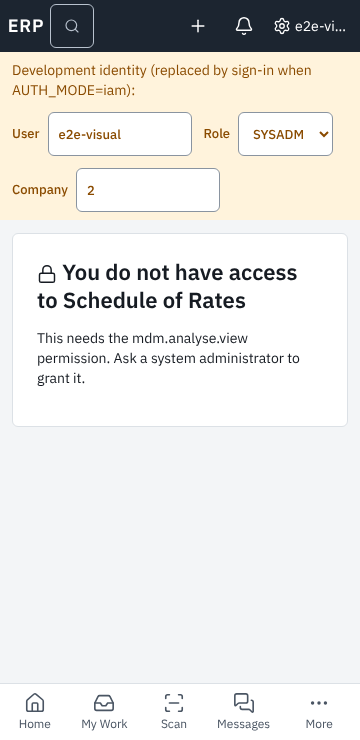 ERP
e2e-vi...
Development identity (replaced by sign-in when
AUTH_MODE=iam):
User
e2e-visual
Role
SYSADM
Company
2
You do not have access
to Schedule of Rates
This needs the mdm.analyse.view
permission. Ask a system administrator to
grant it.
Home
My Work
Scan
Messages
More